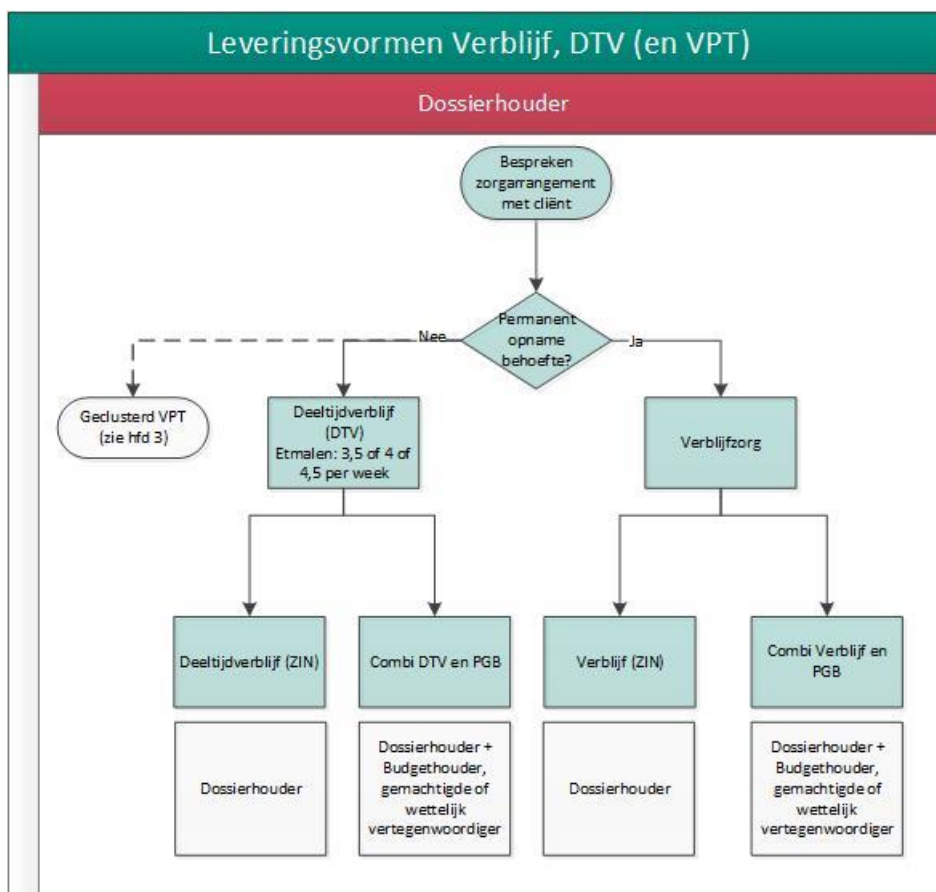 Leveringsvormen Verblijf, DTV (en VPT)
Dossierhouder
Bespreken
zorgarrangement
met cliënt
Permanent
opname
behoefte?
Nee
Ja
Geclusterd VPT
(zie hfd 3)
Deeltijdverblijf
(DTV)
Etmalen: 3,5 of 4 of
4,5 per week
Verblijfzorg
Deeltijdverblijf (ZIN)
Combi DTV en PGB
Verblijf (ZIN)
Combi Verblijf en
PGB
Dossierhouder
Dossierhouder +
Budgethouder,
gemachtigde of
wettelijk
vertegenwoordiger
Dossierhouder
Dossierhouder +
Budgethouder,
gemachtigde of
wettelijk
vertegenwoordiger